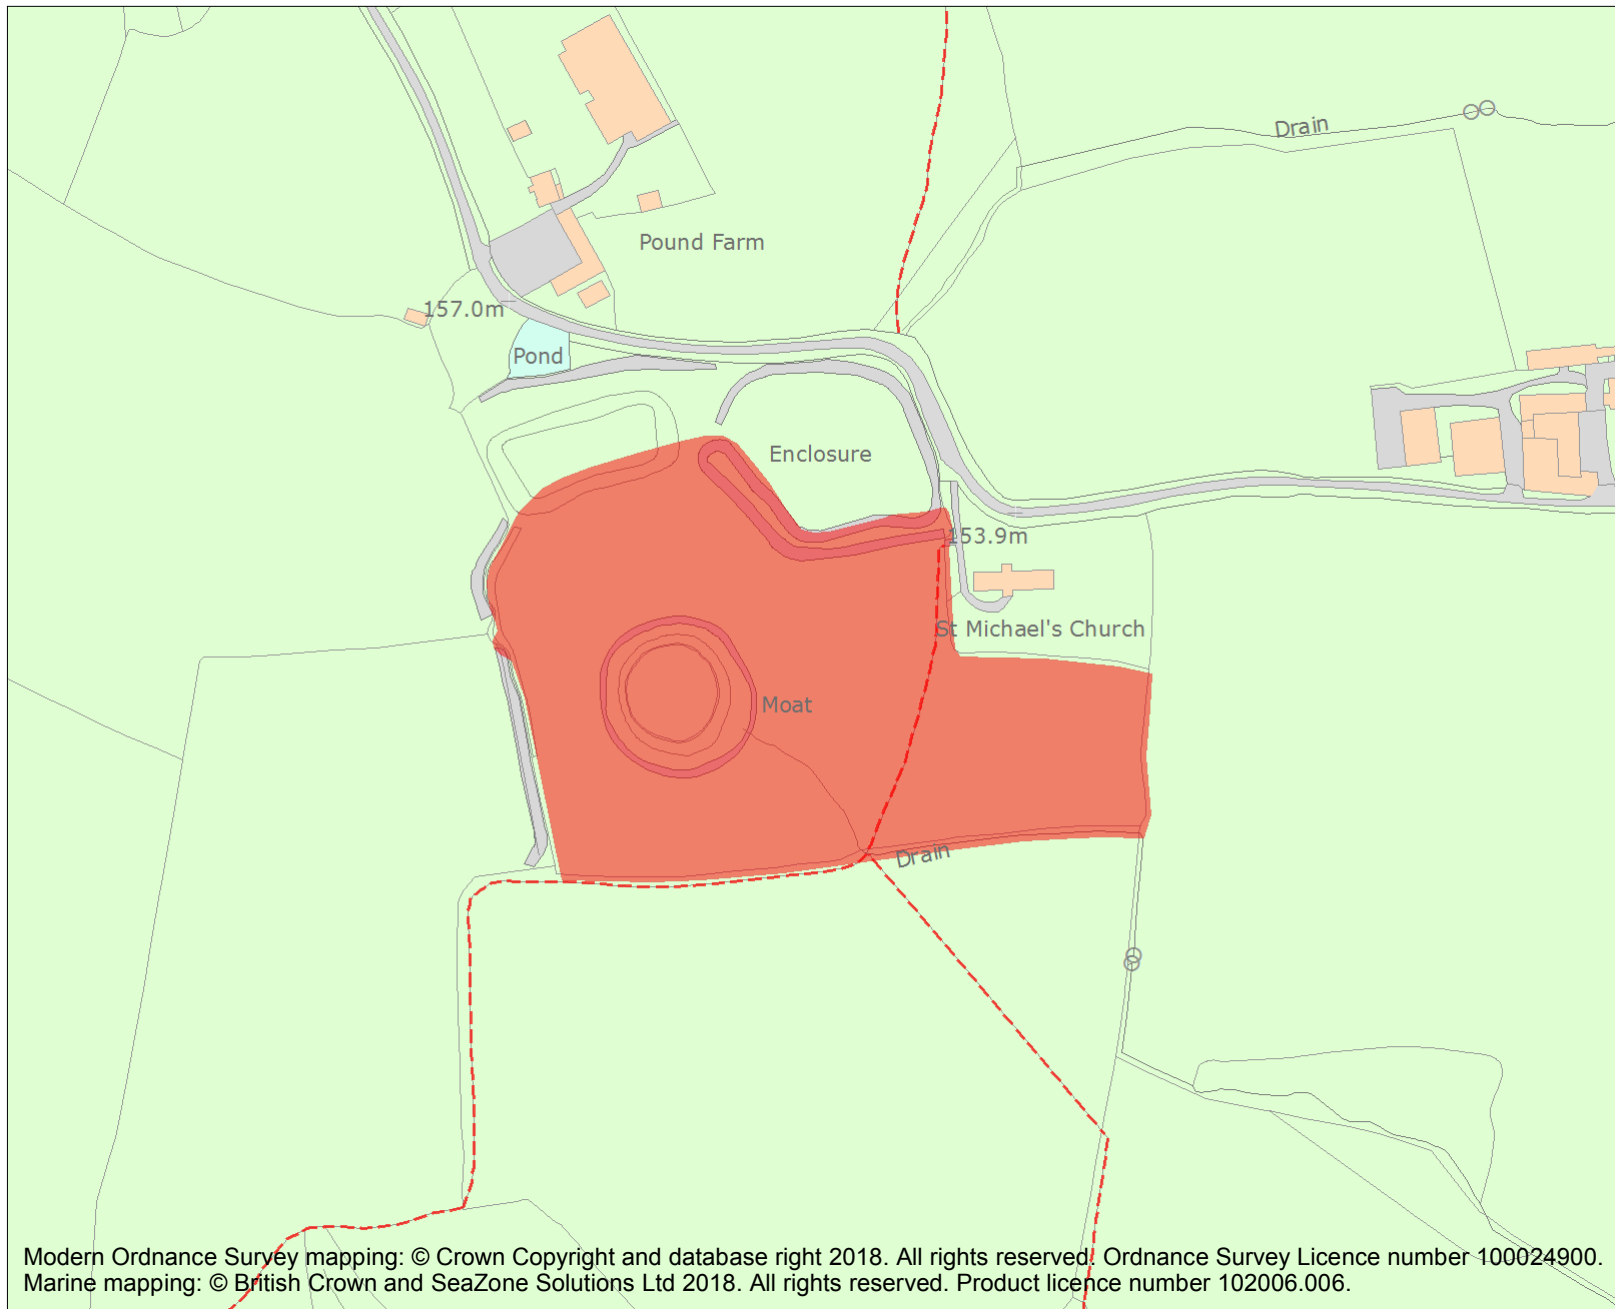 Drain
Pound Farm
157.0m
Pond
Enclosure
153.9m
St Michael's Church
Moat
Drain
Modern Ordnance Survey mapping: © Crown Copyright and database right 2018. All rights reserved. Ordnance Survey Licence number 100024900.
Marine mapping: © British Crown and SeaZone Solutions Ltd 2018. All rights reserved. Product licence number 102006.006.